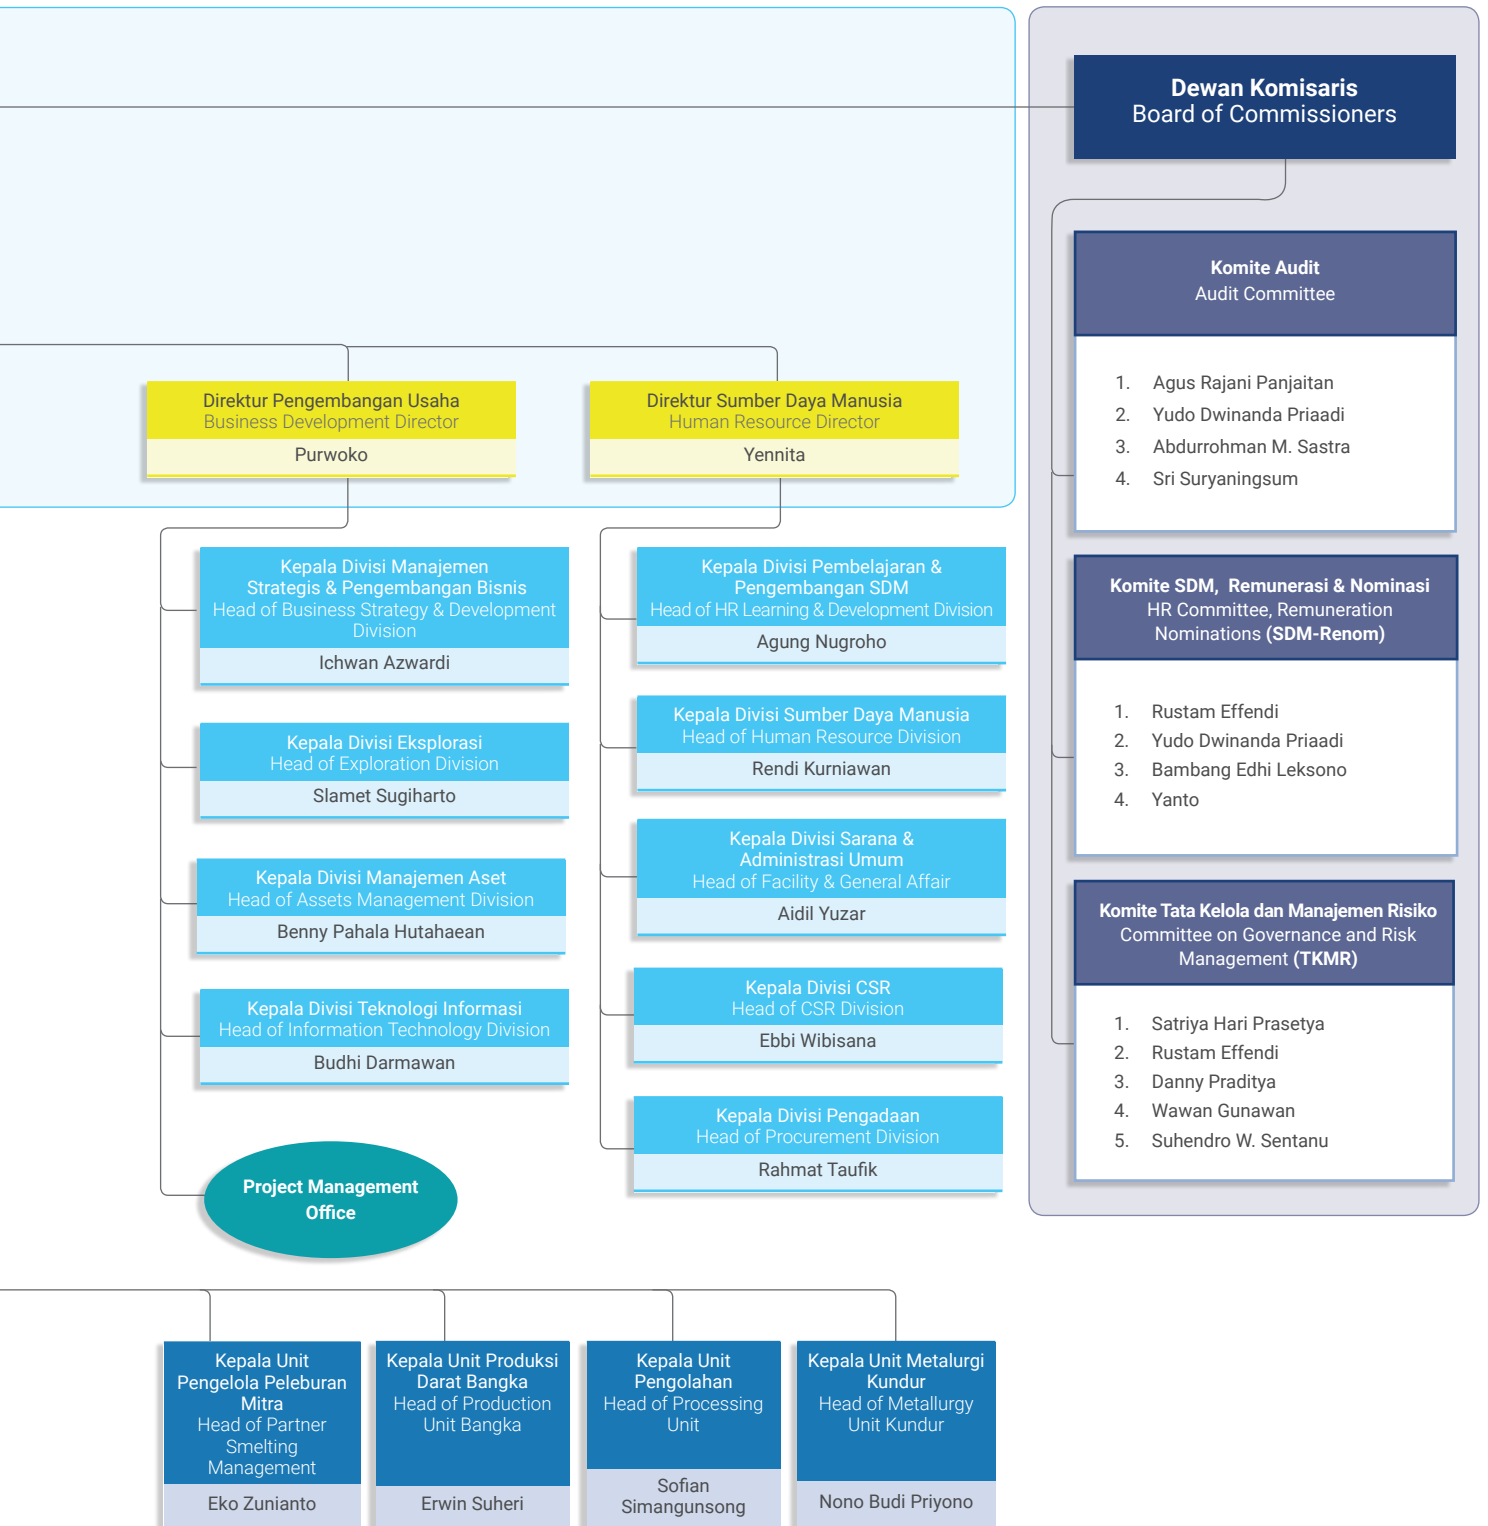 Dewan Komisaris
Board of Commissioners
Komite Audit
Audit Committee
1. Agus Rajani Panjaitan
2. Yudo Dwinanda Priaadi
3. Abdurrohman M. Sastra
4. Sri Suryaningsum
Komite SDM, Remunerasi & Nominasi
HR Committee, Remuneration
Nominations (SDM-Renom)
1. Rustam Effendi
2. Yudo Dwinanda Priaadi
3. Bambang Edhi Leksono
4. Yanto
Komite Tata Kelola dan Manajemen Risiko
Committee on Governance and Risk
Management (TKMR)
1. Satriya Hari Prasetya
2. Rustam Effendi
3. Danny Praditya
4. Wawan Gunawan
5. Suhendro W. Sentanu
Direktur Pengembangan Usaha
Business Development Director
Purwoko
Kepala Divisi Manajemen
Strategis & Pengembangan Bisnis
Head of Business Strategy & Development
Division
Ichwan Azwardi
Kepala Divisi Eksplorasi
Head of Exploration Division
Slamet Sugiharto
Kepala Divisi Manajemen Aset
Head of Assets Management Division
Benny Pahala Hutahaean
Kepala Divisi Teknologi Informasi
Head of Information Technology Division
Budhi Darmawan
Project Management
Office
Direktur Sumber Daya Manusia
Human Resource Director
Yennita
Kepala Divisi Pembelajaran &
Pengembangan SDM
Head of HR Learning & Development Division
Agung Nugroho
Kepala Divisi Sumber Daya Manusia
Head of Human Resource Division
Rendi Kurniawan
Kepala Divisi Sarana &
Administrasi Umum
Head of Facility & General Affair
Aidil Yuzar
Kepala Divisi CSR
Head of CSR Division
Ebbi Wibisana
Kepala Divisi Pengadaan
Head of Procurement Division
Rahmat Taufik
Kepala Unit
Pengelola Peleburan
Mitra
Head of Partner
Smelting
Management
Eko Zunianto
Kepala Unit Produksi
Darat Bangka
Head of Production
Unit Bangka
Erwin Suheri
Kepala Unit
Pengolahan
Head of Processing
Unit
Sofian
Simangunsong
Kepala Unit Metalurgi
Kundur
Head of Metallurgy
Unit Kundur
Nono Budi Priyono